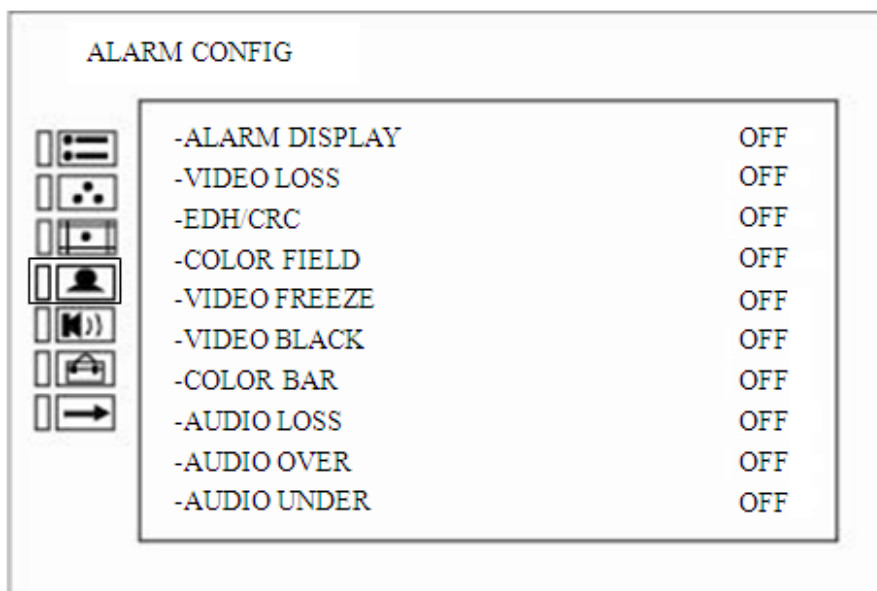 ALARM CONFIG
-ALARM DISPLAY OFF
-VIDEO LOSS OFF
-EDH/CRC OFF
-COLOR FIELD OFF
-VIDEO FREEZE OFF
-VIDEO BLACK OFF
-COLOR BAR OFF
-AUDIO LOSS OFF
-AUDIO OVER OFF
-AUDIO UNDER OFF